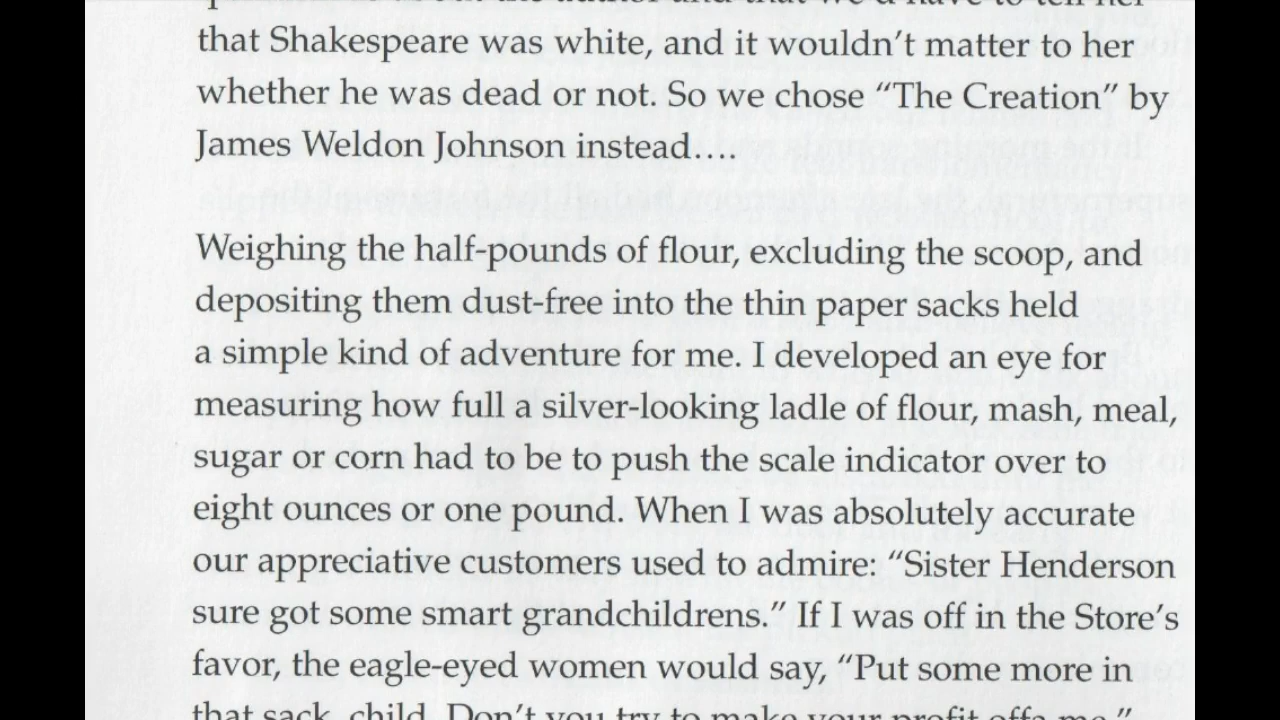 that Shakespeare was white, and it wouldn't matter to her
whether he was dead or not. So we chose “The Creation” by
James Weldon Johnson instead….
Weighing the half-pounds of flour, excluding the scoop, and
depositing them dust-free into the thin paper sacks held
a simple kind of adventure for me. I developed an eye for
measuring how full a silver-looking ladle of flour, mash, meal,
sugar or corn had to be to push the scale indicator over to
eight ounces or one pound. When I was absolutely accurate
our appreciative customers used to admire: “Sister Henderson
sure got some smart grandchildrens.” If I was off in the Store's
favor, the eagle-eyed women would say, “Put some more in
that sack, child. Don't you try to make your profit offa me.”